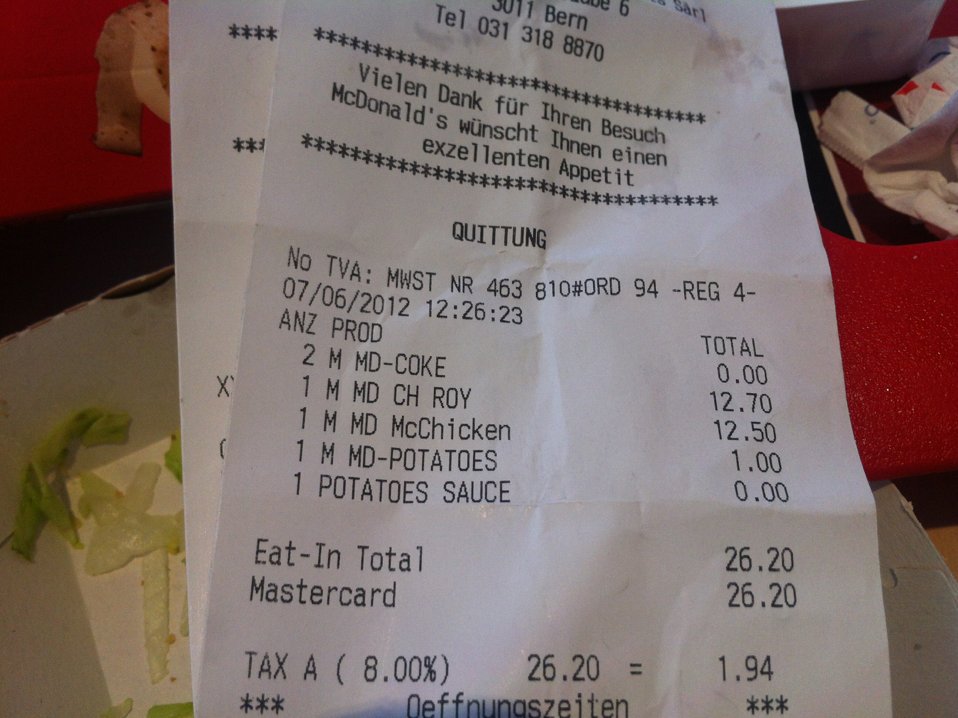 6 Sarl
3011 Bern
Tel 031 318 8870
************************************
Vielen Dank für Ihren Besuch
McDonald's wünscht Ihnen einen
exzellenten Appetit
************************************
QUITTUNG
No TVA: MWST NR 463 810#ORD 94 -REG 4-
07/06/2012 12:26:23
ANZ PROD TOTAL
2 M MD-COKE 0.00
1 M MD CH ROY 12.70
1 M MD McChicken 12.50
1 M MD-POTATOES 1.00
1 POTATOES SAUCE 0.00
Eat-In Total 26.20
Mastercard 26.20
TAX A ( 8.00%) 26.20 = 1.94
*** Oeffnungszeiten ***